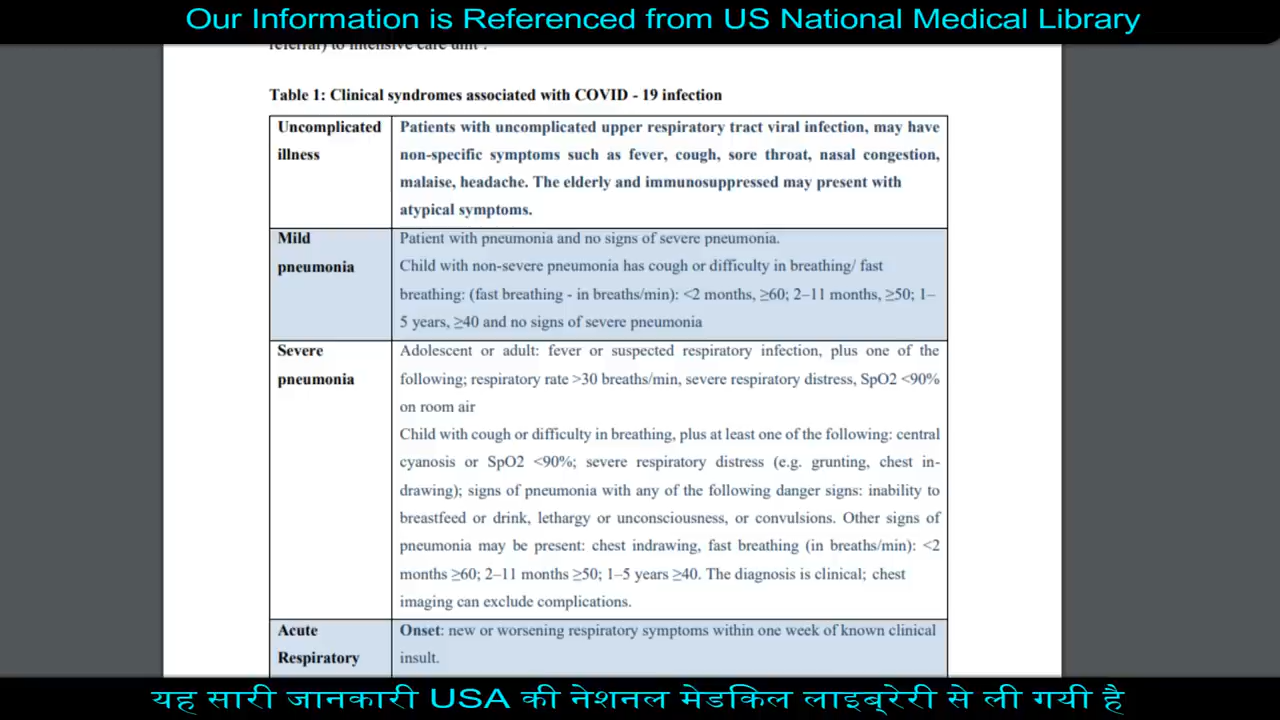 Our Information is Referenced from US National Medical Library
referral) to intensive care unit .
Table 1: Clinical syndromes associated with COVID - 19 infection
Uncomplicated
illness
Patients with uncomplicated upper respiratory tract viral infection, may have
non-specific symptoms such as fever, cough, sore throat, nasal congestion,
malaise, headache. The elderly and immunosuppressed may present with
atypical symptoms.
Mild
pneumonia
Patient with pneumonia and no signs of severe pneumonia.
Child with non-severe pneumonia has cough or difficulty in breathing/ fast
breathing: (fast breathing - in breaths/min): <2 months, ≥60; 2–11 months, ≥50; 1–
5 years, ≥40 and no signs of severe pneumonia
Severe
pneumonia
Adolescent or adult: fever or suspected respiratory infection, plus one of the
following; respiratory rate >30 breaths/min, severe respiratory distress, SpO2 <90%
on room air
Child with cough or difficulty in breathing, plus at least one of the following: central
cyanosis or SpO2 <90%; severe respiratory distress (e.g. grunting, chest in-
drawing); signs of pneumonia with any of the following danger signs: inability to
breastfeed or drink, lethargy or unconsciousness, or convulsions. Other signs of
pneumonia may be present: chest indrawing, fast breathing (in breaths/min): <2
months ≥60; 2–11 months ≥50; 1–5 years ≥40. The diagnosis is clinical; chest
imaging can exclude complications.
Acute
Respiratory
Onset: new or worsening respiratory symptoms within one week of known clinical
insult.
यह सारी जानकारी USA की नेशनल मेडकिल लाइब्रेरी से ली गयी है